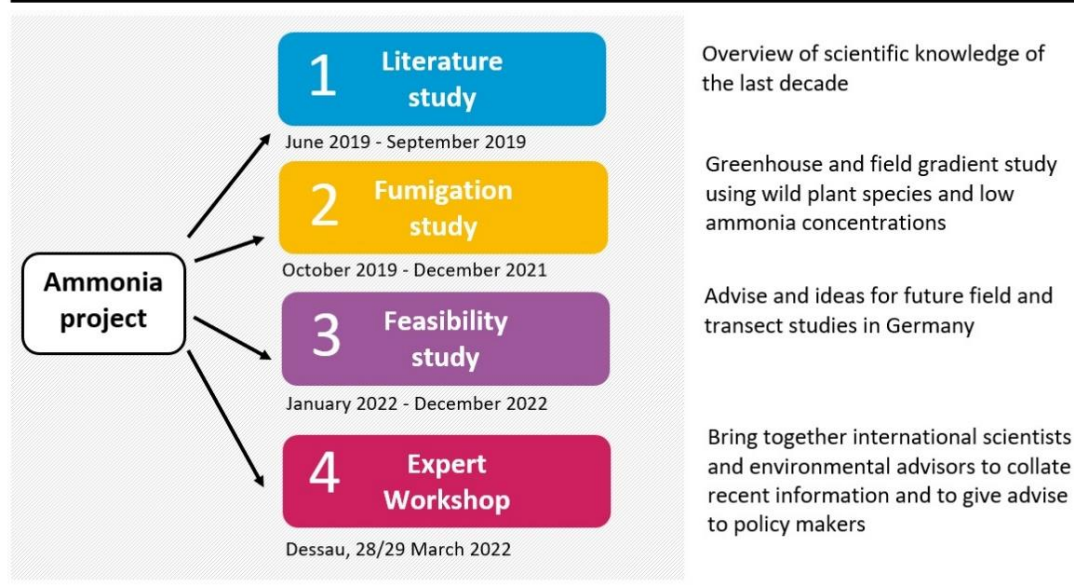 Ammonia
project
1
Literature
study
June 2019 - September 2019
Overview of scientific knowledge of
the last decade
2
Fumigation
study
October 2019 - December 2021
Greenhouse and field gradient study
using wild plant species and low
ammonia concentrations
3
Feasibility
study
January 2022 - December 2022
Advise and ideas for future field and
transect studies in Germany
4
Expert
Workshop
Dessau, 28/29 March 2022
Bring together international scientists
and environmental advisors to collate
recent information and to give advise
to policy makers